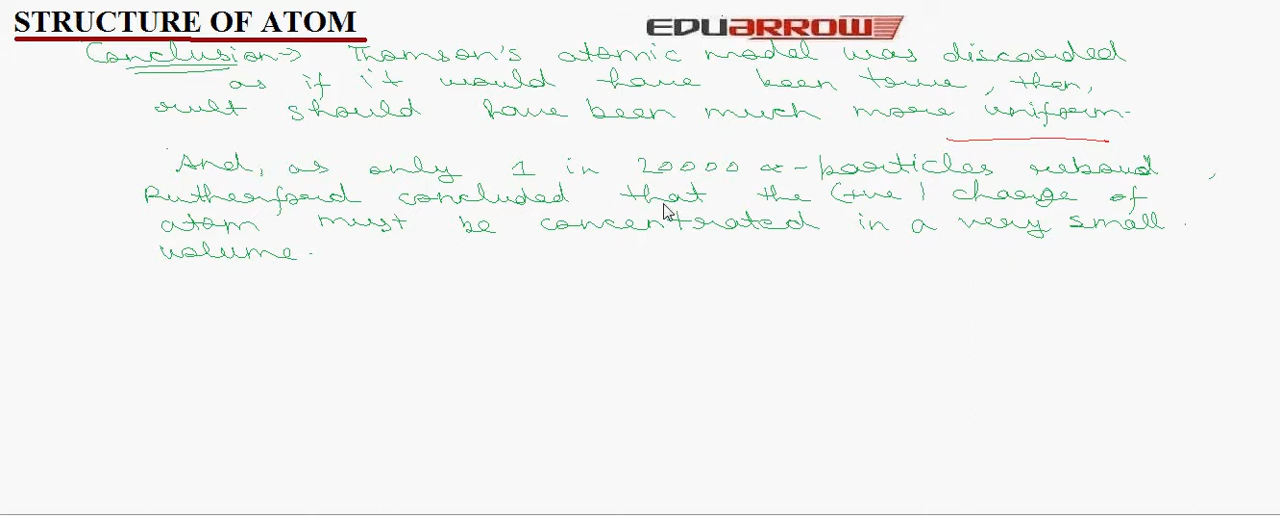 STRUCTURE OF ATOM
EDUARROW
Conclusion→ Thomson's atomic model was discarded
as if it would have been true, then,
result should have been much more uniform.
And, as only 1 in 20000 α-particles rebound,
Rutherford concluded that the (+ve) charge of
atom must be concentrated in a very small
volume.